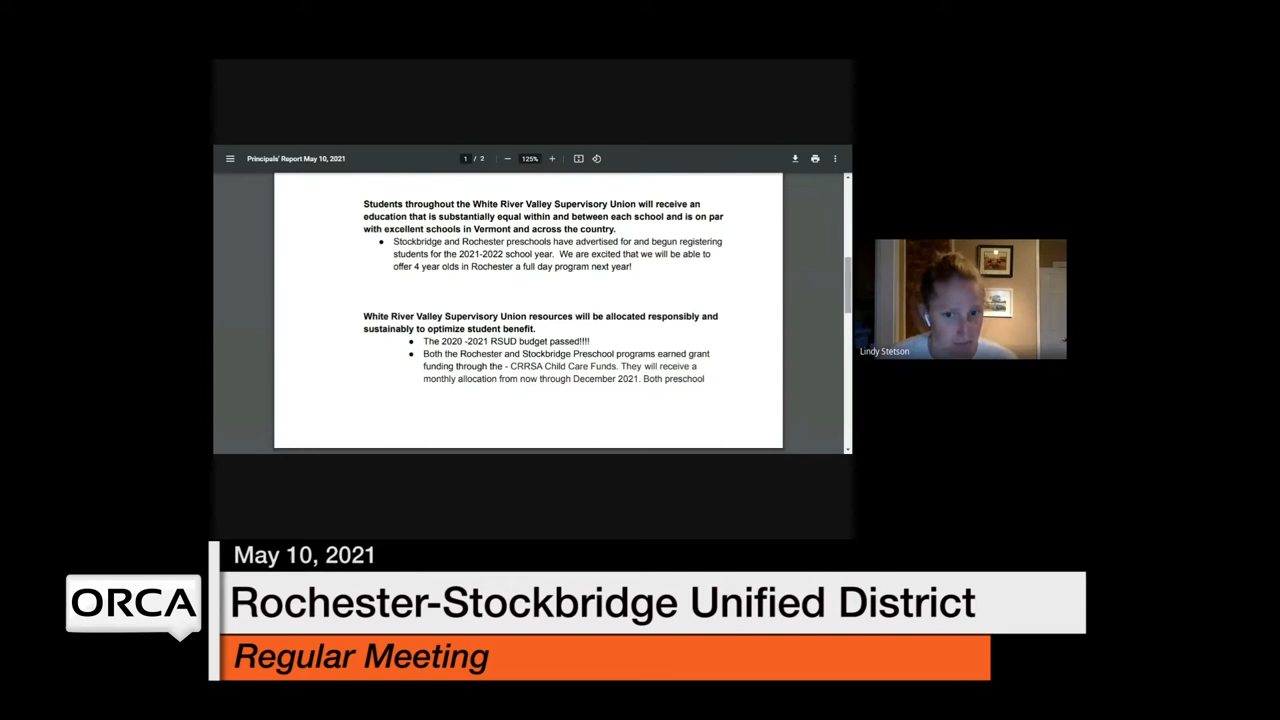 Principals' Report May 10, 2021
1 / 2
125%
Students throughout the White River Valley Supervisory Union will receive an
education that is substantially equal within and between each school and is on par
with excellent schools in Vermont and across the country.
● Stockbridge and Rochester preschools have advertised for and begun registering
students for the 2021-2022 school year. We are excited that we will be able to
offer 4 year olds in Rochester a full day program next year!
White River Valley Supervisory Union resources will be allocated responsibly and
sustainably to optimize student benefit.
● The 2020 -2021 RSUD budget passed!!!!
● Both the Rochester and Stockbridge Preschool programs earned grant
funding through the - CRRSA Child Care Funds. They will receive a
monthly allocation from now through December 2021. Both preschool
Lindy Stetson
May 10, 2021
ORCA
Rochester-Stockbridge Unified District
Regular Meeting